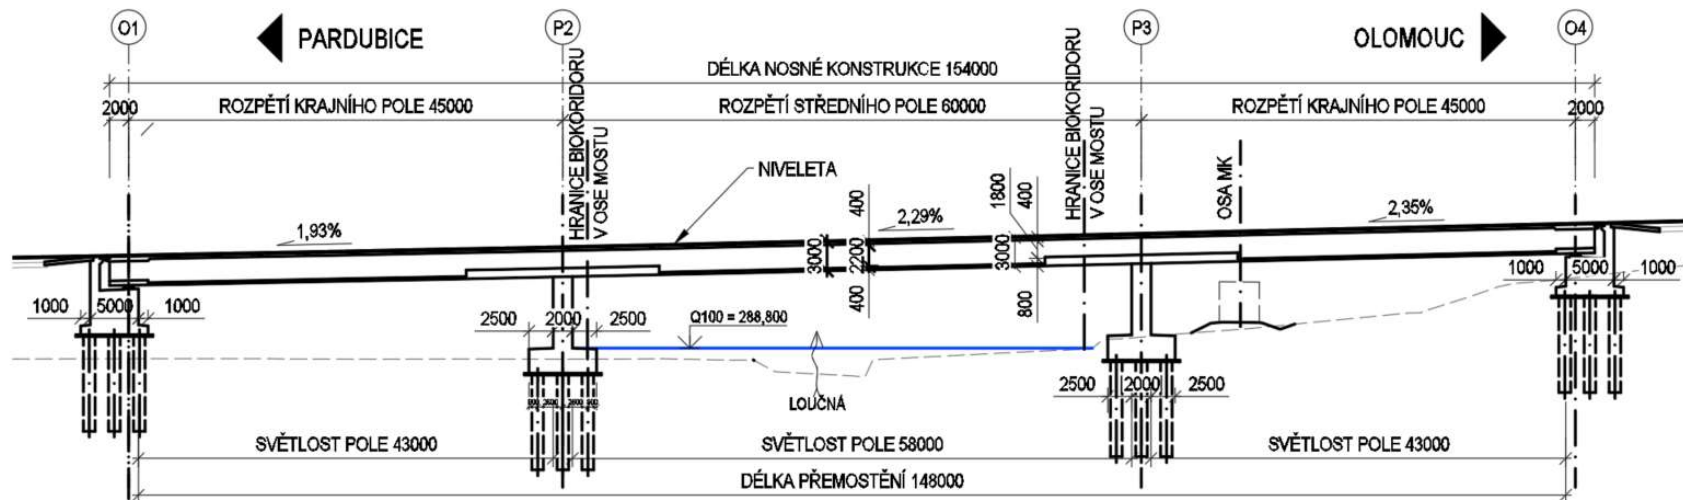 O1
PARDUBICE
P2
P3
OLOMOUC
O4
DÉLKA NOSNÉ KONSTRUKCE 154000
2000
ROZPĚTÍ KRAJNÍHO POLE 45000
ROZPĚTÍ STŘEDNÍHO POLE 60000
ROZPĚTÍ KRAJNÍHO POLE 45000
2000
HRANICE BIOKORIDORU
V OSE MOSTU
NIVELETA
HRANICE BIOKORIDORU
V OSE MOSTU
OSA MK
1,93%
400
2,29%
1800
400
2,35%
3000
2200
3000
400
800
1000
5000
1000
2500
2000
2500
Q100 = 288,800
1000
5000
1000
LOUČNÁ
2500
2000
2500
SVĚTLOST POLE 43000
SVĚTLOST POLE 58000
SVĚTLOST POLE 43000
DÉLKA PŘEMOSTĚNÍ 148000